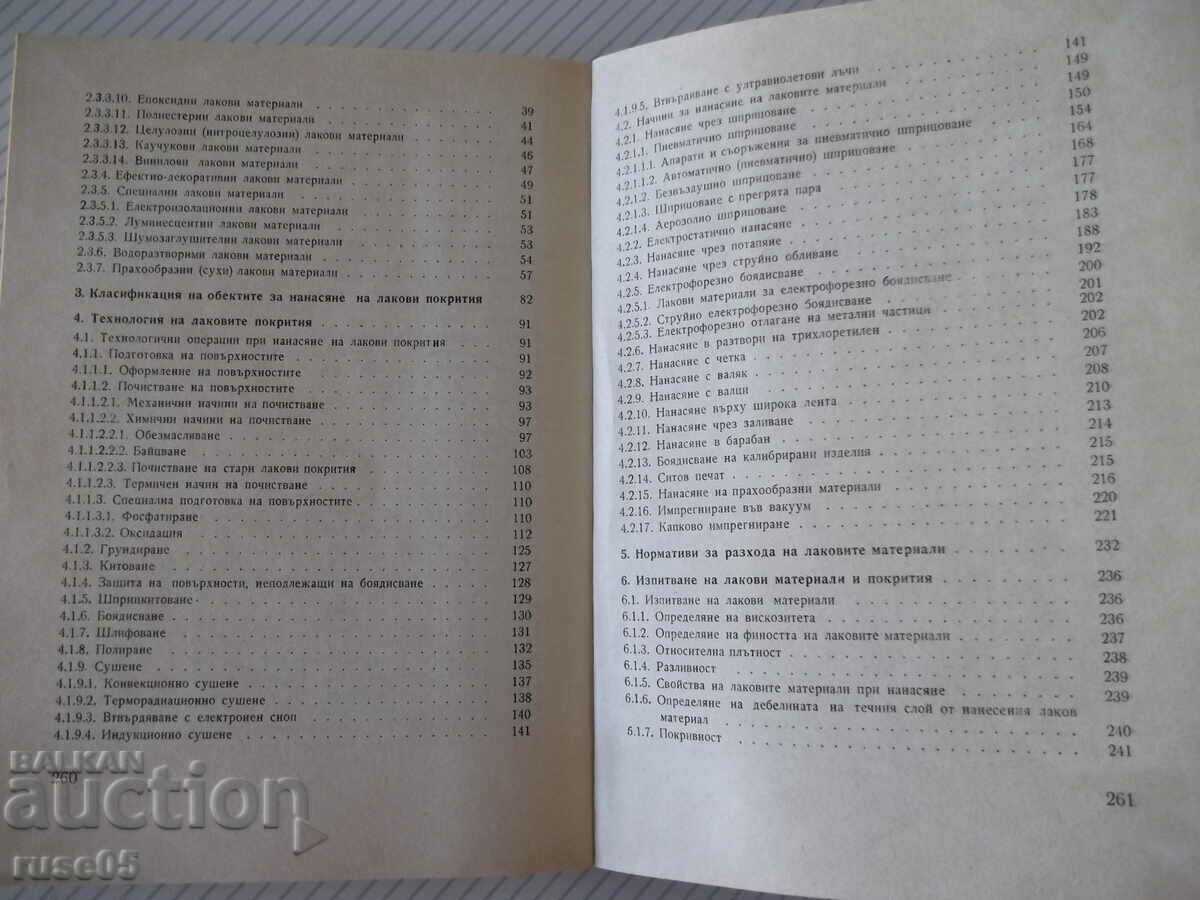 2.3.3.10. Епоксидни лакови материали . . . 39
2.3.3.11. Полиестерни лакови материали . . . 41
2.3.3.12. Целулозни (нитроцелулозни) лакови материали . . . 44
2.3.3.13. Каучукови лакови материали . . . 46
2.3.3.14. Винилови лакови материали . . . 47
2.3.4. Ефектно-декоративни лакови материали . . . 49
2.3.5. Специални лакови материали . . . 51
2.3.5.1. Електроизолационни лакови материали . . . 51
2.3.5.2. Луминесцентни лакови материали . . . 53
2.3.5.3. Шумозаглушителни лакови материали . . . 53
2.3.6. Водоразтворими лакови материали . . . 54
2.3.7. Прахообразни (сухи) лакови материали . . . 57
3. Класификация на обектите за нанасяне на лакови покрития 82
4. Технология на лаковите покрития . . . 91
4.1. Технологични операции при нанасяне на лакови покрития . 91
4.1.1. Подготовка на повърхностите . . . 91
4.1.1.1. Оформление на повърхностите . . . 92
4.1.1.2. Почистване на повърхностите . . . 93
4.1.1.2.1. Механични начини на почистване . . . 93
4.1.1.2.2. Химични начини на почистване . . . 97
4.1.1.2.2.1. Обезмасляване . . . 97
4.1.1.2.2.2. Байцване . . . 103
4.1.1.2.2.3. Почистване на стари лакови покрития . . . 108
4.1.1.2.3. Термичен начин на почистване . . . 110
4.1.1.3. Специална подготовка на повърхностите . . . 110
4.1.1.3.1. Фосфатиране . . . 110
4.1.1.3.2. Оксидация . . . 112
4.1.2. Грундиране . . . 125
4.1.3. Китоване . . . 127
4.1.4. Защита на повърхности, неподлежащи на боядисване . . . 128
4.1.5. Шприцкитоване . . . 129
4.1.6. Боядисване . . . 130
4.1.7. Шлифоване . . . 131
4.1.8. Полиране . . . 132
4.1.9. Сушене . . . 135
4.1.9.1. Конвекционно сушене . . . 137
4.1.9.2. Терморадиационно сушене . . . 138
4.1.9.3. Втвърдяване с електронен сноп . . . 140
4.1.9.4. Индукционно сушене . . . 141
260
4.1.9.5. Втвърдяване с ултравиолетови лъчи . . . 141
4.2. Начини за нанасяне на лаковите материали . . . 149
4.2.1. Нанасяне чрез шприцоване . . . 149
4.2.1.1. Пневматично шприцоване . . . 150
4.2.1.1.1. Апарати и съоръжения за пневматично шприцоване . . . 154
4.2.1.1.2. Автоматично (пневматично) шприцоване . . . 164
4.2.1.2. Безвъздушно шприцоване . . . 168
4.2.1.3. Шприцоване с прегрята пара . . . 177
4.2.1.4. Аерозолно шприцоване . . . 177
4.2.2. Електростатично нанасяне . . . 178
4.2.3. Нанасяне чрез потапяне . . . 183
4.2.4. Нанасяне чрез струйно обливане . . . 188
4.2.5. Електрофорезно боядисване . . . 192
4.2.5.1. Лакови материали за електрофорезно боядисване . . . 200
4.2.5.2. Струйно електрофорезно боядисване . . . 201
4.2.5.3. Електрофорезно отлагане на метални частици . . . 202
4.2.6. Нанасяне в разтвори на трихлоретилен . . . 202
4.2.7. Нанасяне с четка . . . 206
4.2.8. Нанасяне с валяк . . . 207
4.2.9. Нанасяне с валци . . . 208
4.2.10. Нанасяне върху широка лента . . . 210
4.2.11. Нанасяне чрез заливане . . . 213
4.2.12. Нанасяне в барабан . . . 214
4.2.13. Боядисване на калибрирани изделия . . . 215
4.2.14. Ситов печат . . . 215
4.2.15. Нанасяне на прахообразни материали . . . 216
4.2.16. Импрегниране във вакуум . . . 220
4.2.17. Капково импрегниране . . . 221
5. Нормативи за разхода на лаковите материали . . . 232
6. Изпитване на лакови материали и покрития . . . 236
6.1. Изпитване на лакови материали . . . 236
6.1.1. Определяне на вискозитета . . . 236
6.1.2. Определяне на фиността на лаковите материали . . . 237
6.1.3. Относителна плътност . . . 238
6.1.4. Разливност . . . 239
6.1.5. Свойства на лаковите материали при нанасяне . . . 239
6.1.6. Определяне на дебелината на течния слой от нанесения лаков
материал . . . 240
6.1.7. Покривност . . . 241
261
BALKAN
auction
ruse05